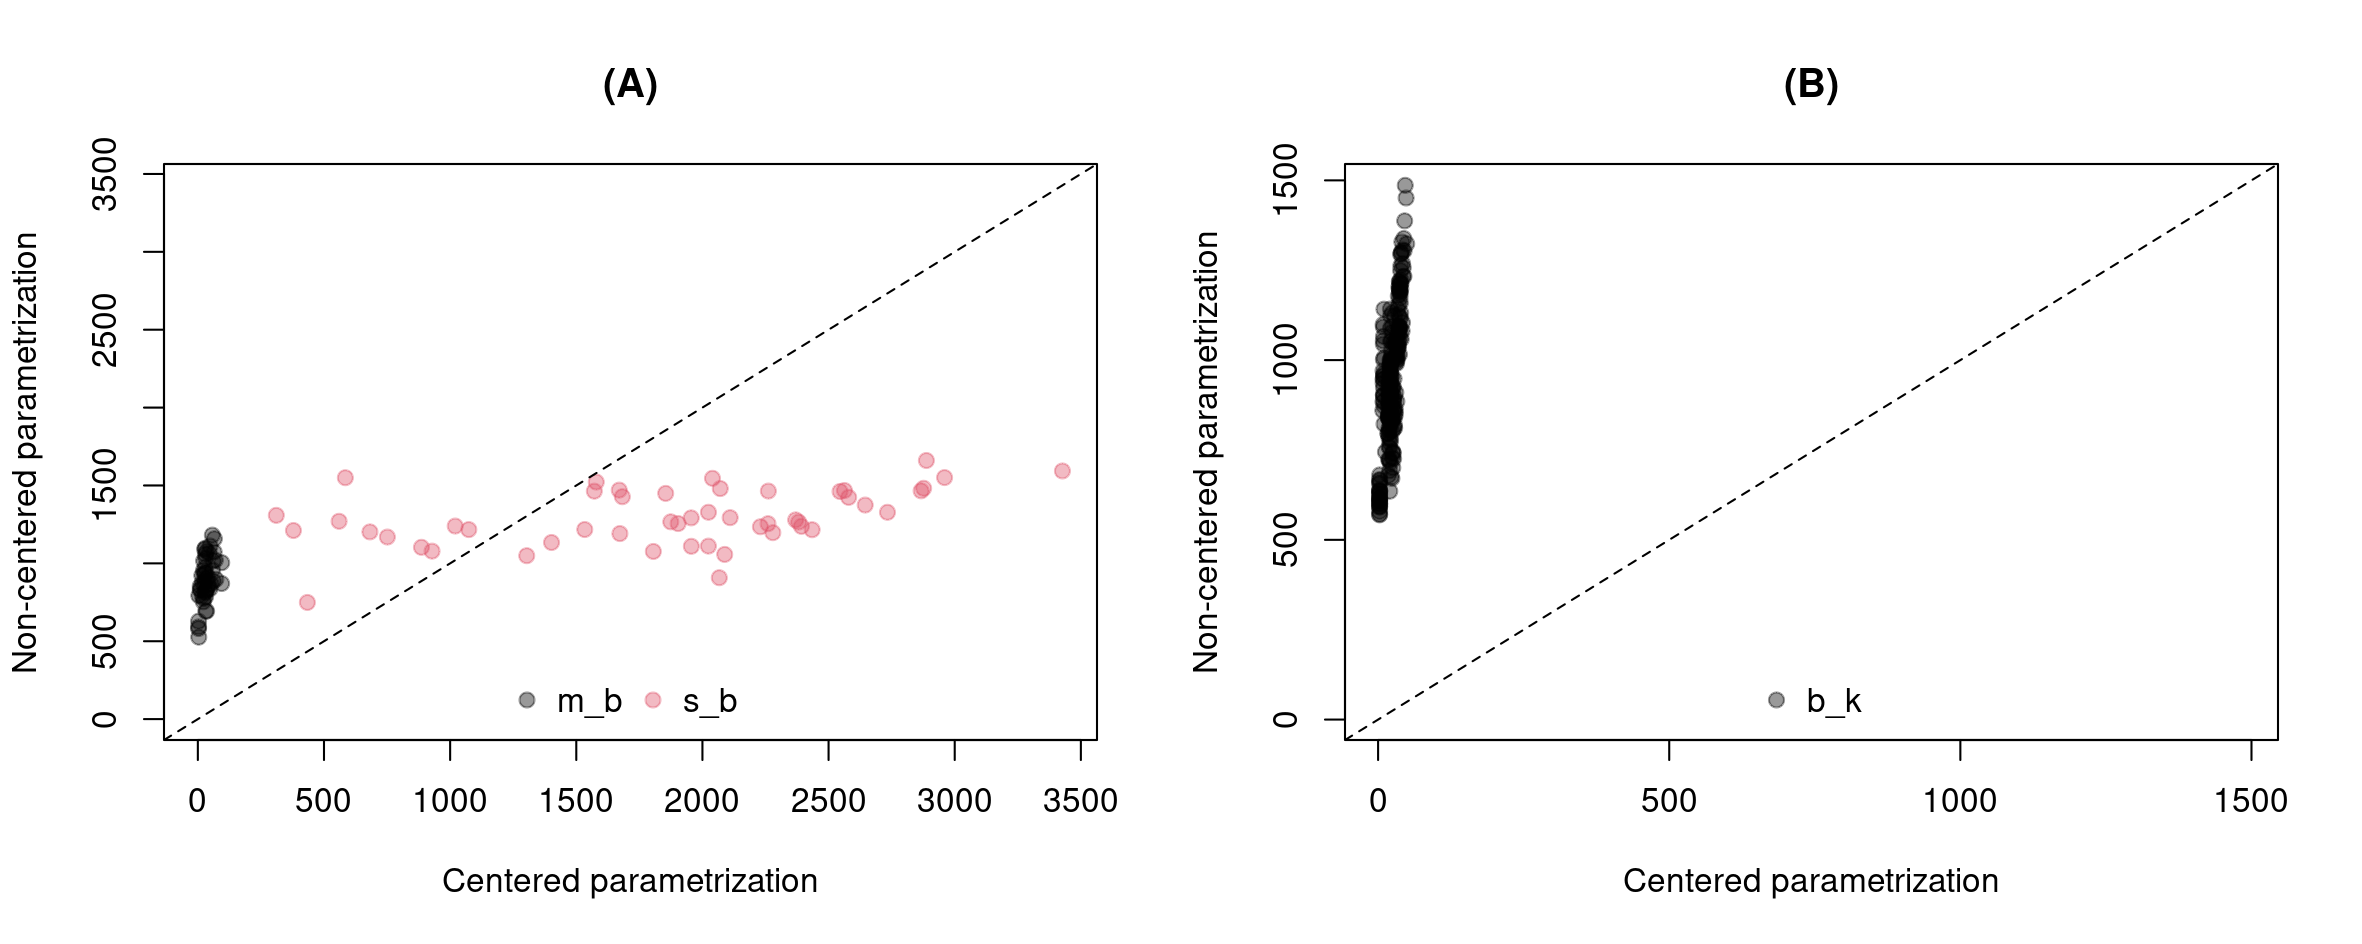 (A)
Non-centered parametrization
3500
2500
1500
500
0
m_b s_b
0 500 1000 1500 2000 2500 3000 3500
Centered parametrization
(B)
Non-centered parametrization
1500
1000
500
0
b_k
0 500 1000 1500
Centered parametrization